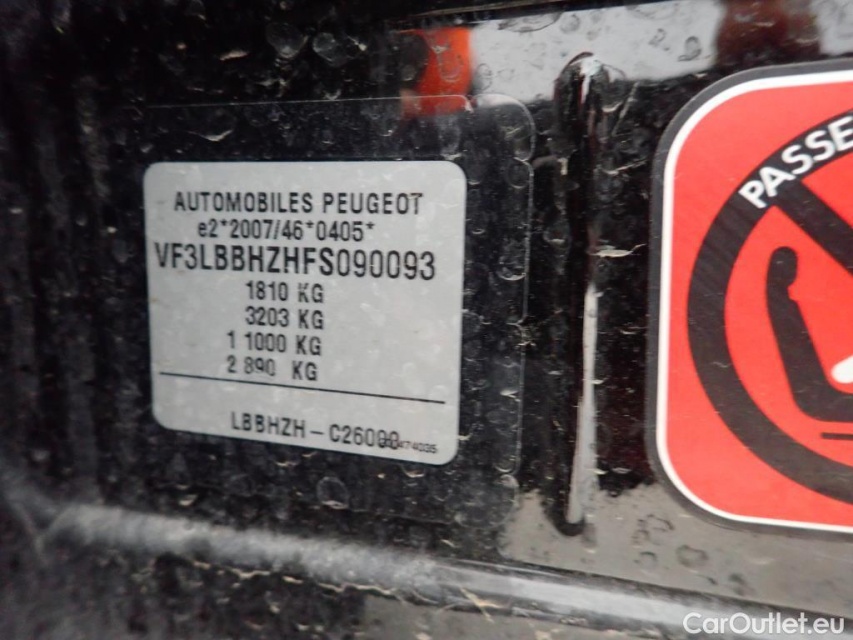 AUTOMOBILES PEUGEOT
e2*2007/46*0405*
VF3LBBHZHFS090093
1810 KG
3203 KG
1 1000 KG
2 890 KG
LBBHZH-C26000
PASSE
CarOutlet.eu